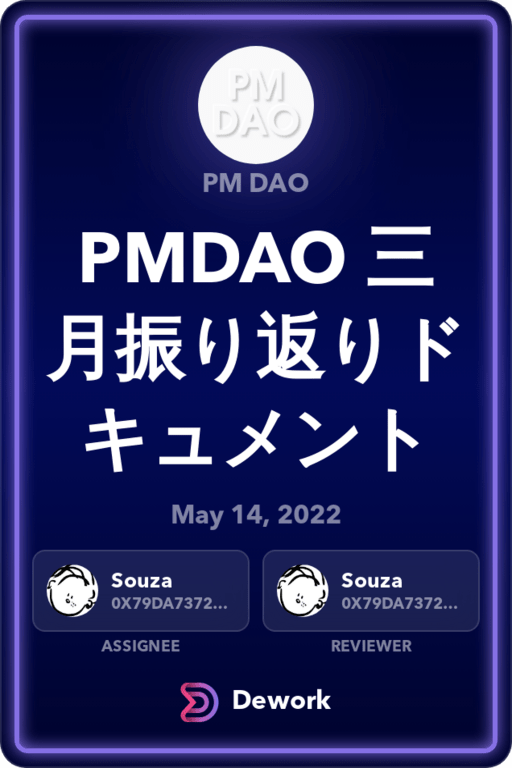 PM
DAO
PM DAO
PMDAO 三
月振り返りド
キュメント
May 14, 2022
Souza
0X79DA7372...
Souza
0X79DA7372...
ASSIGNEE
REVIEWER
Dework